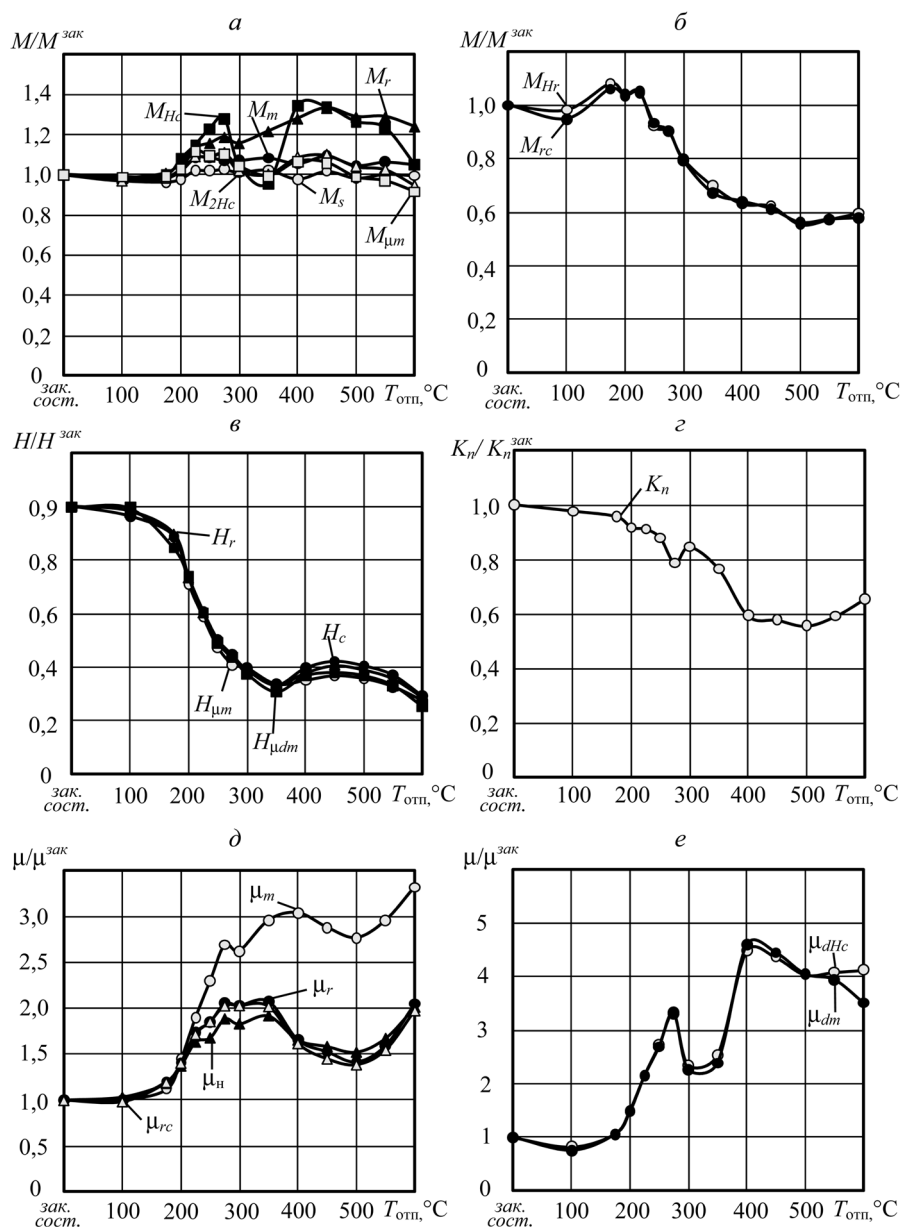 а
M/M зак
1,4
1,2
1,0
0,8
0,6
0,4
0,2
0
M_Hc
M_m
M_r
M_2Hc
M_s
M_μm
зак.
сост.
100 200 300 400 500 T_отп,°C
б
M/M зак
1,0
0,8
0,6
0,4
0,2
0
M_Hr
M_rc
зак.
сост.
100 200 300 400 500 T_отп,°C
в
H/H зак
0,9
0,8
0,6
0,4
0,2
0
H_r
H_c
H_μm
H_μdm
зак.
сост.
100 200 300 400 500 T_отп,°C
г
K_n/ K_n зак
1,0
0,8
0,6
0,4
0,2
0
K_n
зак.
сост.
100 200 300 400 500 T_отп,°C
д
μ/μ зак
3,0
2,5
2,0
1,5
1,0
0,5
0
μ_m
μ_r
μ_н
μ_rc
зак.
сост.
100 200 300 400 500 T_отп,°C
е
μ/μ зак
5
4
3
2
1
0
μ_dHc
μ_dm
зак.
сост.
100 200 300 400 500 T_отп,°C